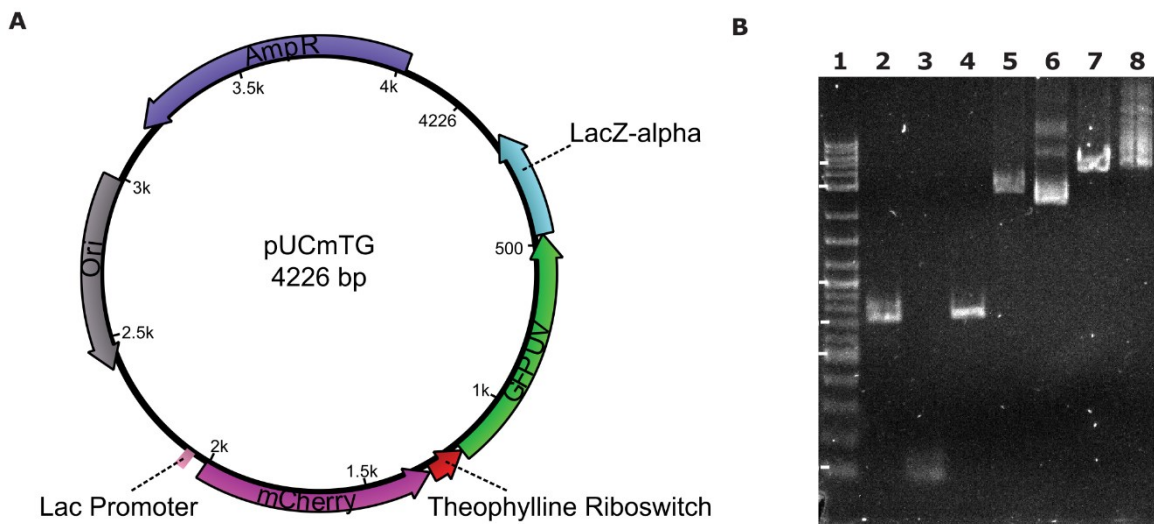 A
AmpR
3.5k
4k
4226
LacZ-alpha
3k
Ori
pUCmTG
4226 bp
500
GFPUV
2.5k
1k
2k
1.5k
mCherry
Lac Promoter
Theophylline Riboswitch
B
1 2 3 4 5 6 7 8